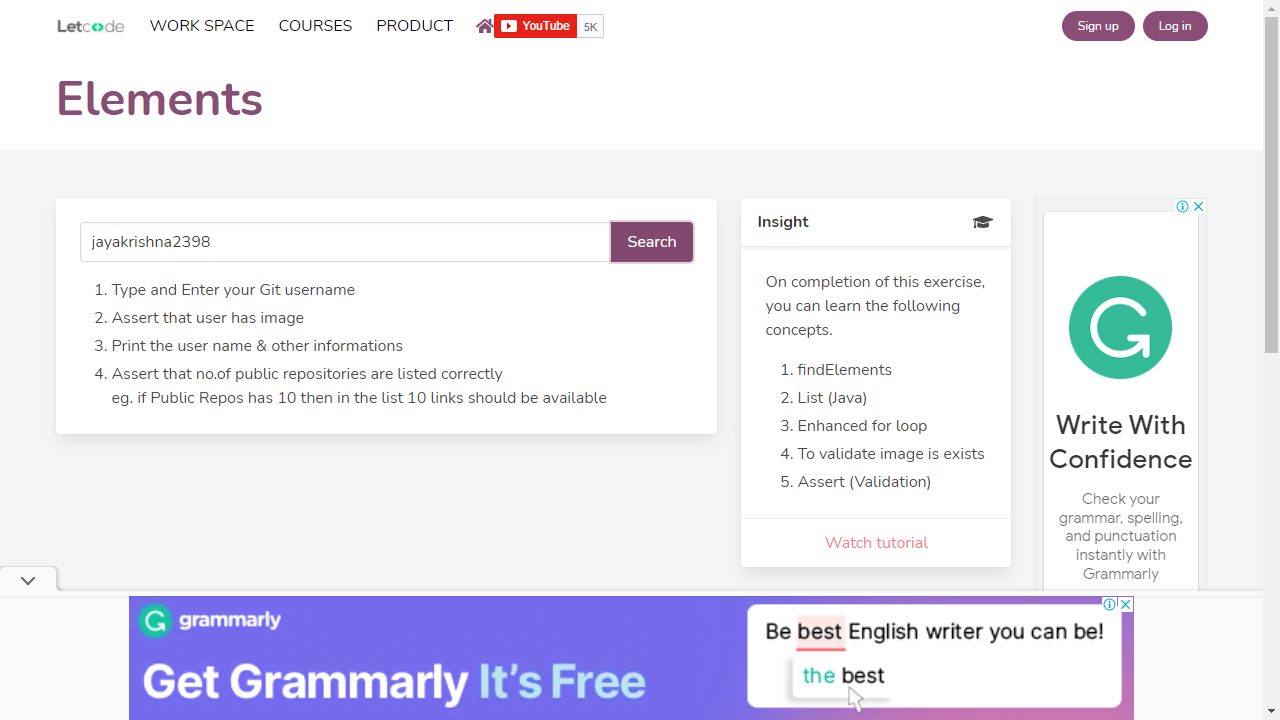 Letcode WORK SPACE COURSES PRODUCT YouTube 5K Sign up Log in
Elements
jayakrishna2398 Search
1. Type and Enter your Git username
2. Assert that user has image
3. Print the user name & other informations
4. Assert that no.of public repositories are listed correctly
eg. if Public Repos has 10 then in the list 10 links should be available
Insight
On completion of this exercise,
you can learn the following
concepts.
1. findElements
2. List (Java)
3. Enhanced for loop
4. To validate image is exists
5. Assert (Validation)
Watch tutorial
Write With
Confidence
Check your
grammar, spelling,
and punctuation
instantly with
Grammarly
grammarly
Get Grammarly It's Free
Be best English writer you can be!
the best